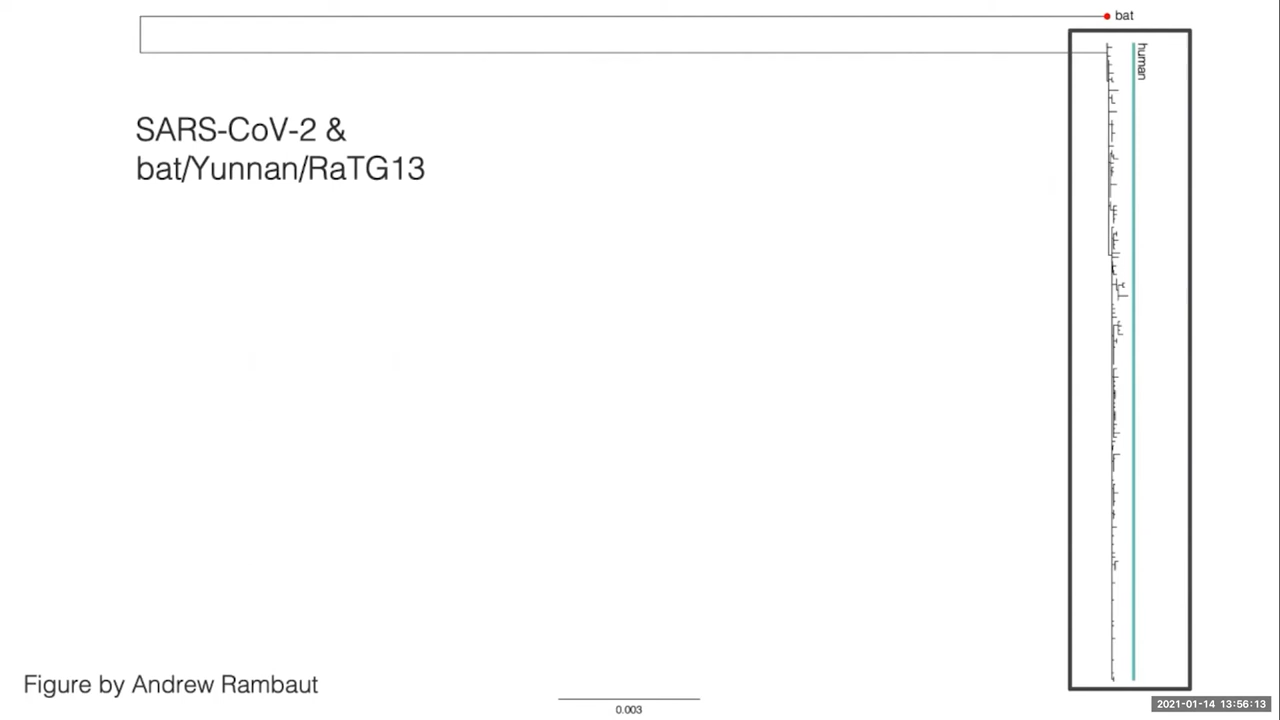 bat
human
SARS-CoV-2 &
bat/Yunnan/RaTG13
Figure by Andrew Rambaut
0.003
2021-01-14 13:56:13